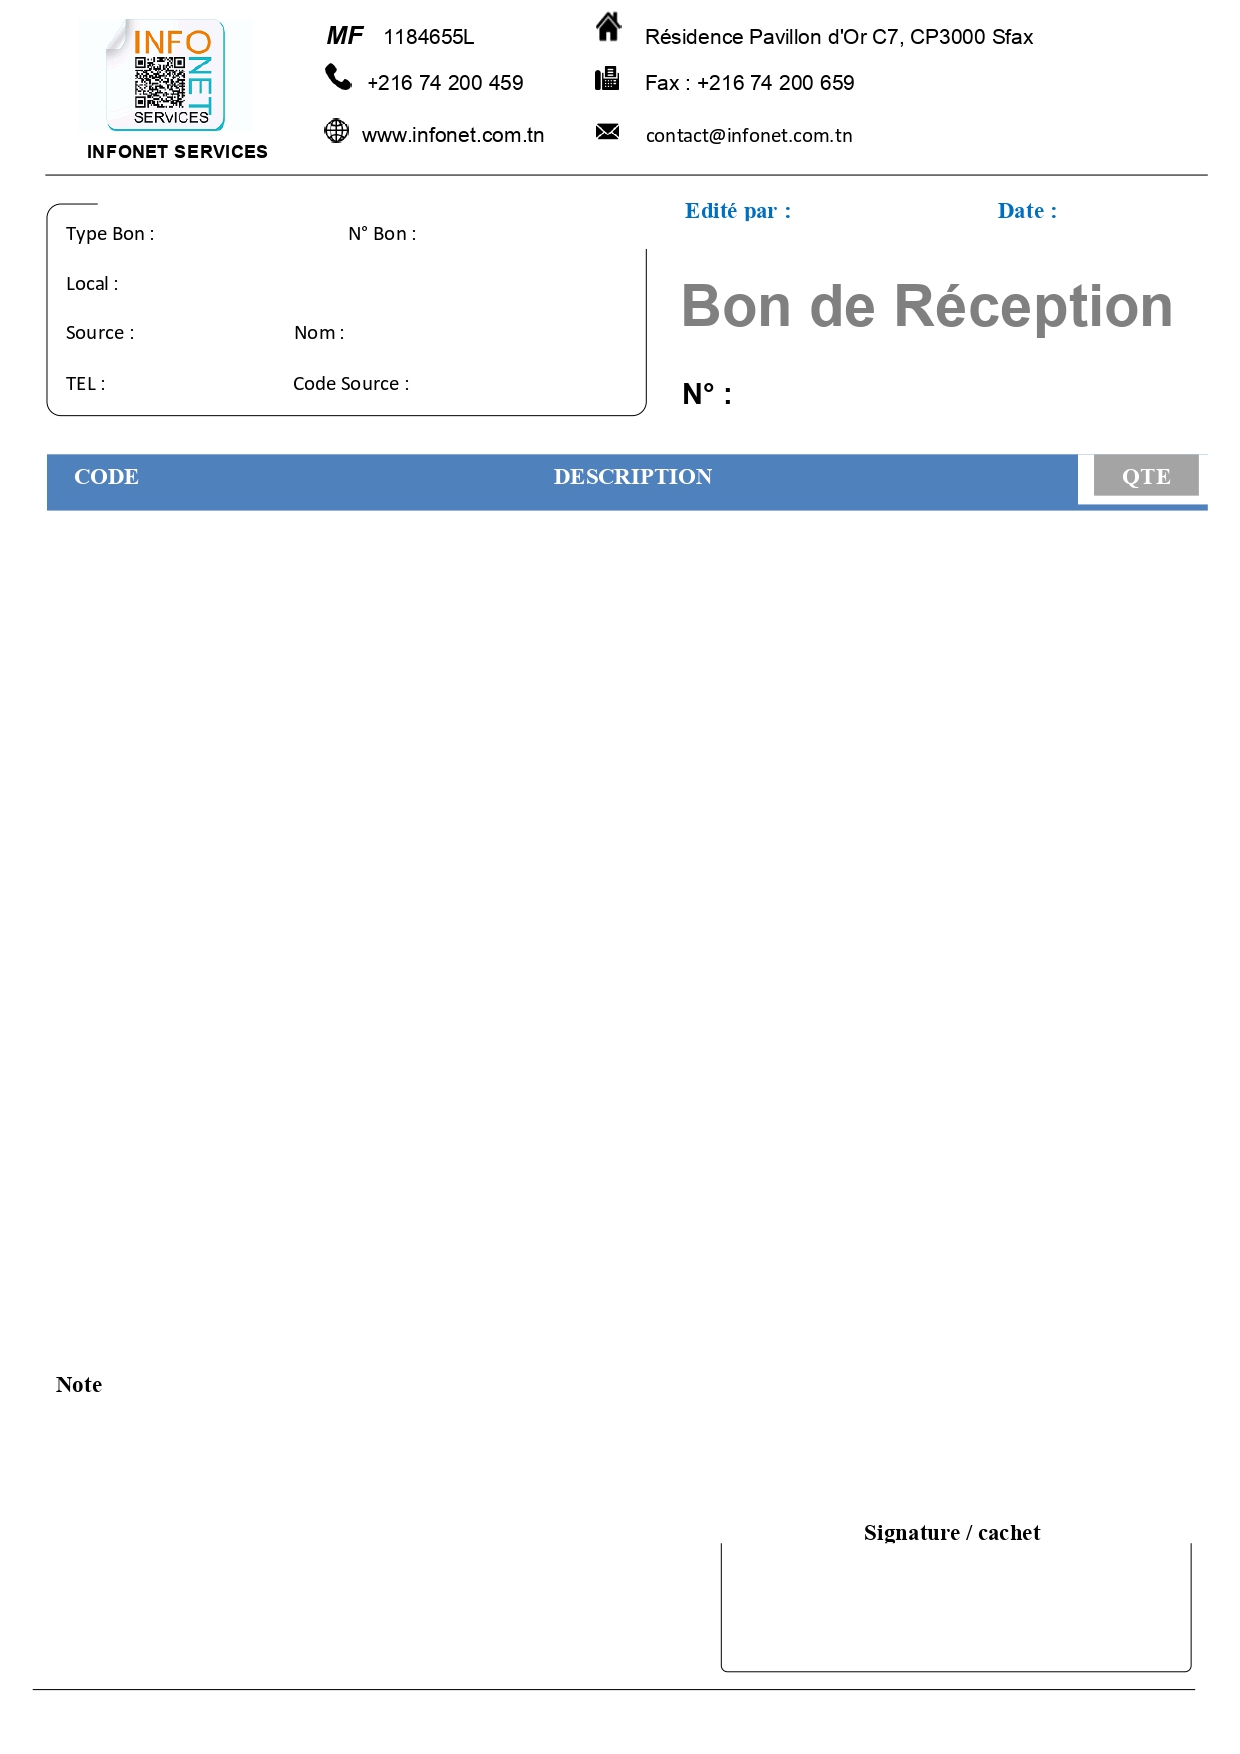 INFO
NET
SERVICES
INFONET SERVICES
MF 1184655L
Résidence Pavillon d'Or C7, CP3000 Sfax
+216 74 200 459
Fax : +216 74 200 659
www.infonet.com.tn
contact@infonet.com.tn
Edité par : Date :
Type Bon : N° Bon :
Local :
Source : Nom :
TEL : Code Source :
Bon de Réception
N° :
CODE DESCRIPTION QTE
Note
Signature / cachet